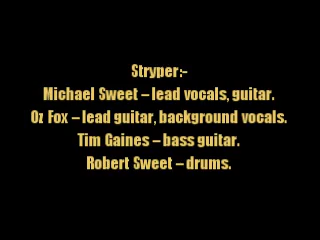 Stryper:-
Michael Sweet – lead vocals, guitar.
Oz Fox – lead guitar, background vocals.
Tim Gaines – bass guitar.
Robert Sweet – drums.